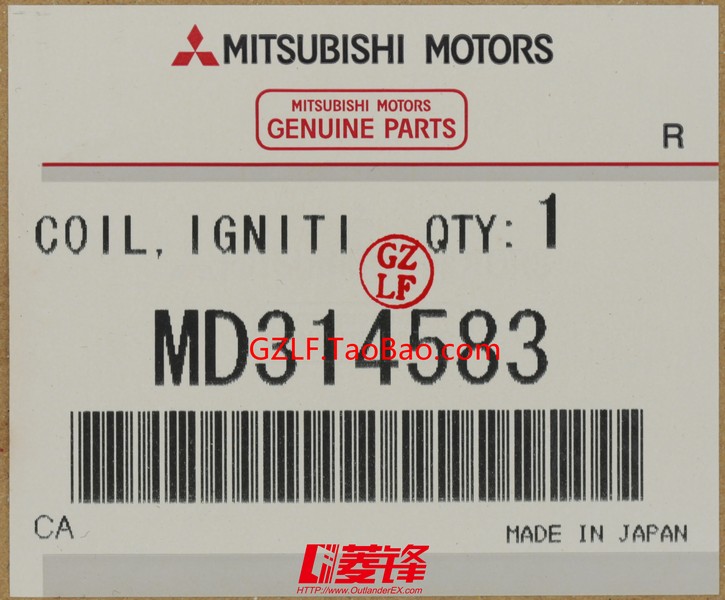 MITSUBISHI MOTORS
MITSUBISHI MOTORS
GENUINE PARTS
R
COIL, IGNITI QTY: 1
GZ
LF
MD314583
GZLF.TaoBao.com
CA
MADE IN JAPAN
菱锋
HTTP://www.OutlanderEX.com